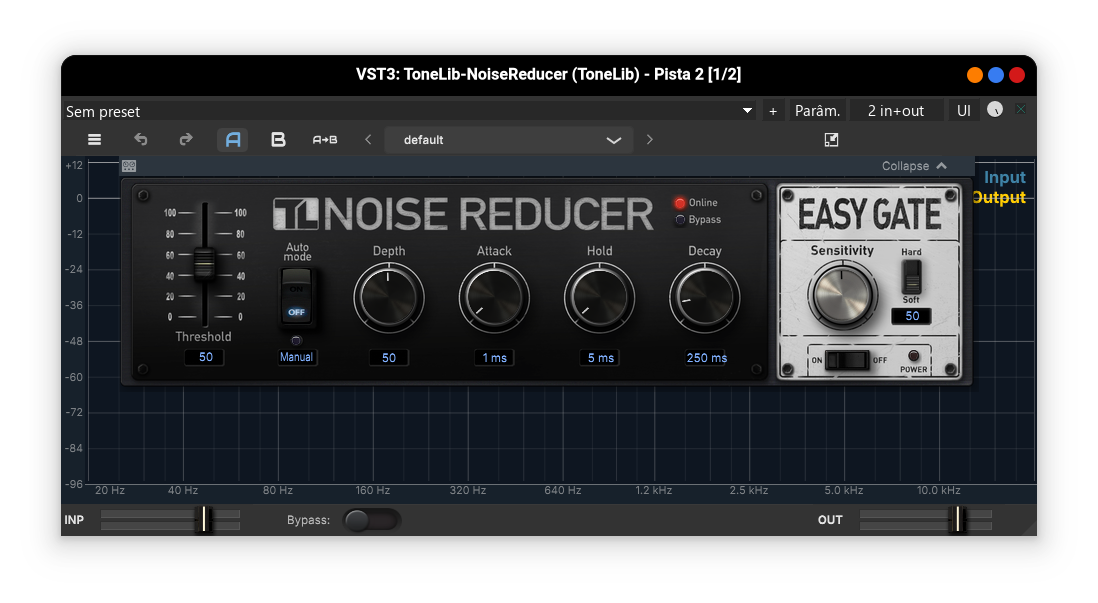 VST3: ToneLib-NoiseReducer (ToneLib) - Pista 2 [1/2]
Sem preset + Parâm. 2 in+out UI
A B A→B default
+12 Collapse
Input
Output
0
-12
-24
-36
-48
-60
-72
-84
-96
NOISE REDUCER
Online
Bypass
100 100
80 80
60 60
40 40
20 20
0 0
Threshold
50
Auto
mode
ON
OFF
Manual
Depth
50
Attack
1 ms
Hold
5 ms
Decay
250 ms
EASY GATE
Sensitivity
Hard
Soft
50
ON OFF
POWER
20 Hz 40 Hz 80 Hz 160 Hz 320 Hz 640 Hz 1.2 kHz 2.5 kHz 5.0 kHz 10.0 kHz
INP Bypass: OUT